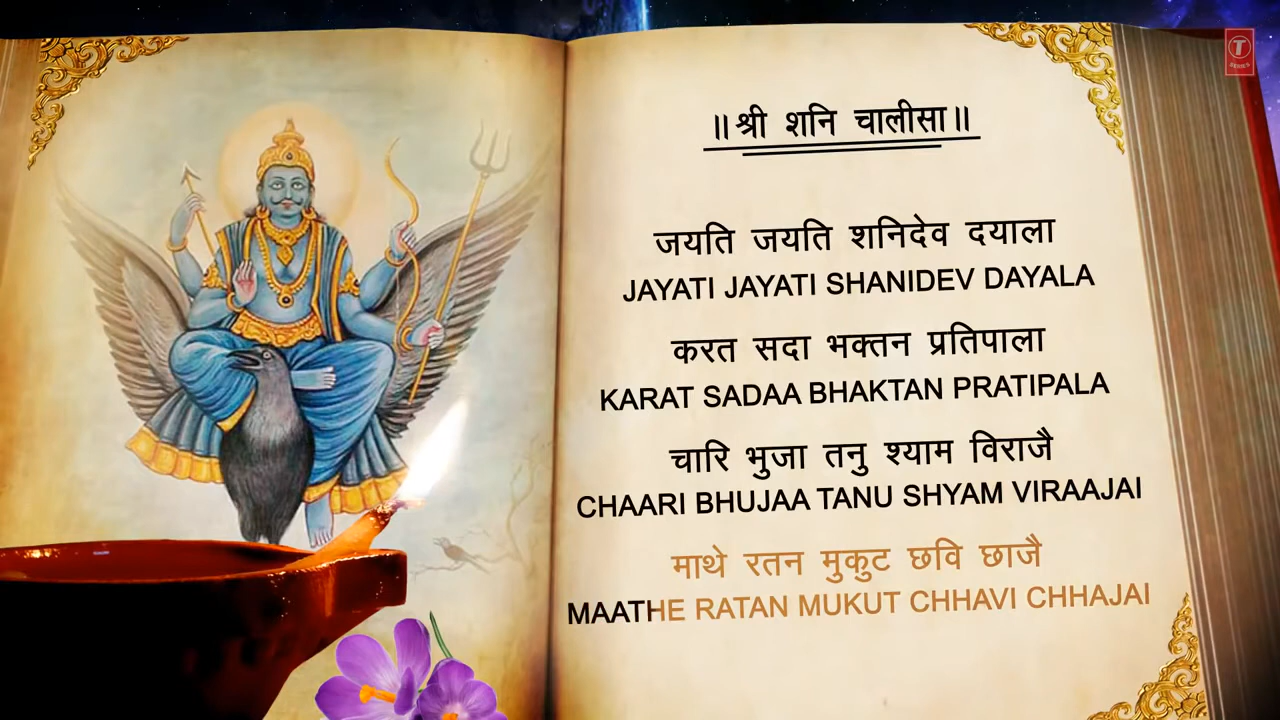 ॥श्री शनि चालीसा॥
जयति जयति शनिदेव दयाला
JAYATI JAYATI SHANIDEV DAYALA
करत सदा भक्तन प्रतिपाला
KARAT SADAA BHAKTAN PRATIPALA
चारि भुजा तनु श्याम विराजै
CHAARI BHUJAA TANU SHYAM VIRAAJAI
माथे रतन मुकुट छवि छाजै
MAATHE RATAN MUKUT CHHAVI CHHAJAI
T
SERIES